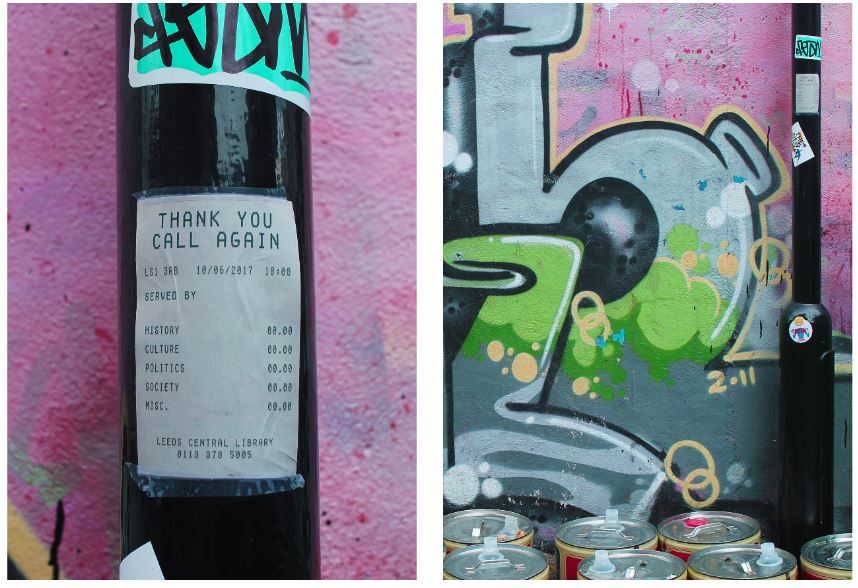 THANK YOU
CALL AGAIN
LS1 3AB 10/06/2017 18:00
SERVED BY
HISTORY 00.00
CULTURE 00.00
POLITICS 00.00
SOCIETY 00.00
MISC. 00.00
LEEDS CENTRAL LIBRARY
0113 378 5005
2.11